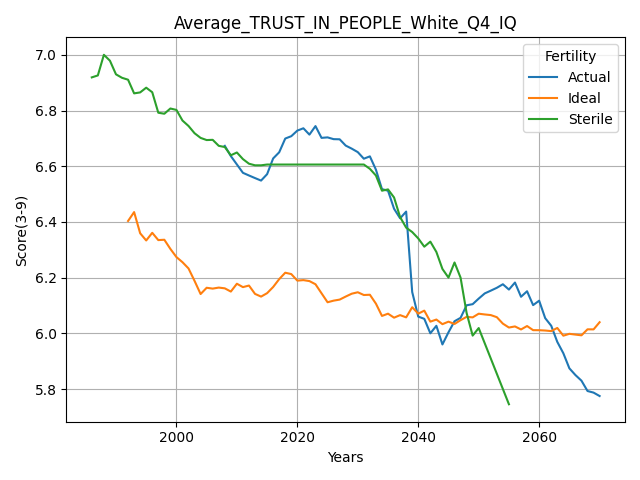 Average_TRUST_IN_PEOPLE_White_Q4_IQ
Fertility
Actual
Ideal
Sterile
Score(3-9)
7.0
6.8
6.6
6.4
6.2
6.0
5.8
2000 2020 2040 2060
Years